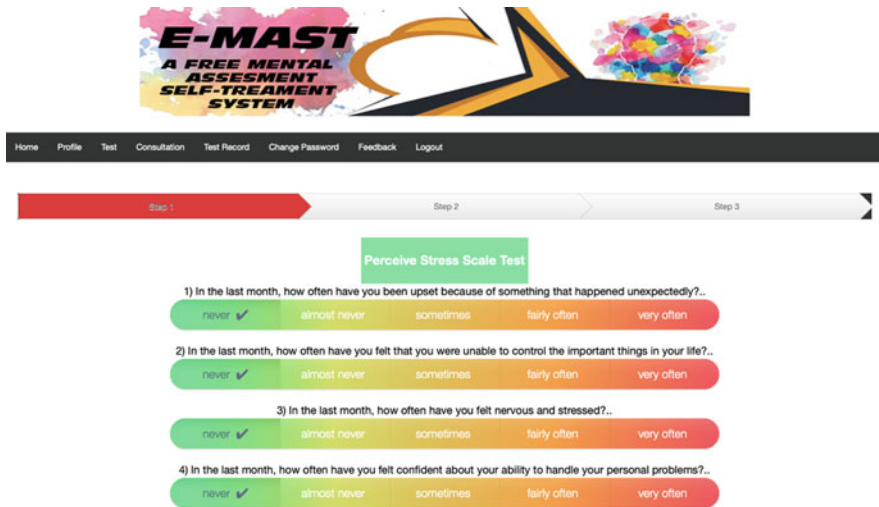 E-MAST
A FREE MENTAL
ASSESMENT
SELF-TREAMENT
SYSTEM
Home Profile Test Consultation Test Record Change Password Feedback Logout
Step 1 Step 2 Step 3
Perceive Stress Scale Test
1) In the last month, how often have you been upset because of something that happened unexpectedly?..
never ✔ almost never sometimes fairly often very often
2) In the last month, how often have you felt that you were unable to control the important things in your life?..
never ✔ almost never sometimes fairly often very often
3) In the last month, how often have you felt nervous and stressed?..
never ✔ almost never sometimes fairly often very often
4) In the last month, how often have you felt confident about your ability to handle your personal problems?..
never ✔ almost never sometimes fairly often very often